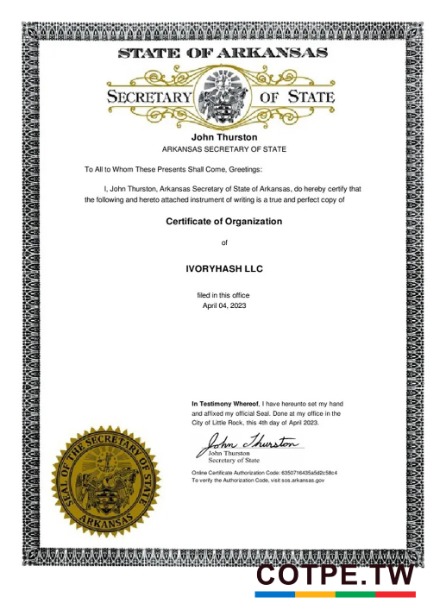 STATE OF ARKANSAS
SECRETARY OF STATE
John Thurston
ARKANSAS SECRETARY OF STATE
To All to Whom These Presents Shall Come, Greetings:
I, John Thurston, Arkansas Secretary of State of Arkansas, do hereby certify that
the following and hereto attached instrument of writing is a true and perfect copy of
Certificate of Organization
of
IVORYHASH LLC
filed in this office
April 04, 2023
In Testimony Whereof, I have hereunto set my hand
and affixed my official Seal. Done at my office in the
City of Little Rock, this 4th day of April 2023.
John Thurston
John Thurston
Secretary of State
Online Certificate Authorization Code:
To verify the Authorization Code, visit sos.arkansas.gov
SEAL OF THE SECRETARY OF STATE
ARKANSAS
COTPE.TW